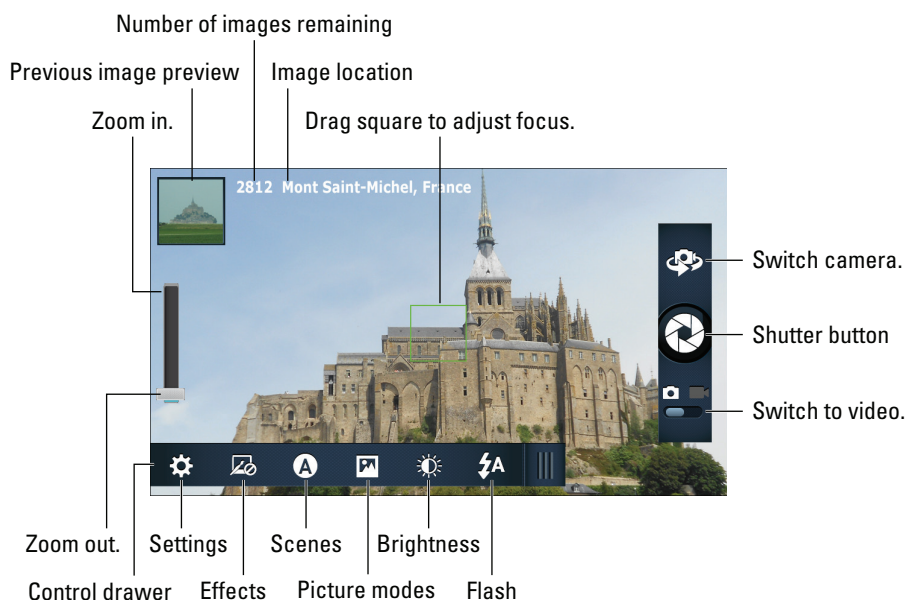 Number of images remaining
Previous image preview
Image location
Zoom in.
Drag square to adjust focus.
2812 Mont Saint-Michel, France
Switch camera.
Shutter button
Switch to video.
A
A
Zoom out.
Settings
Scenes
Brightness
Control drawer
Effects
Picture modes
Flash